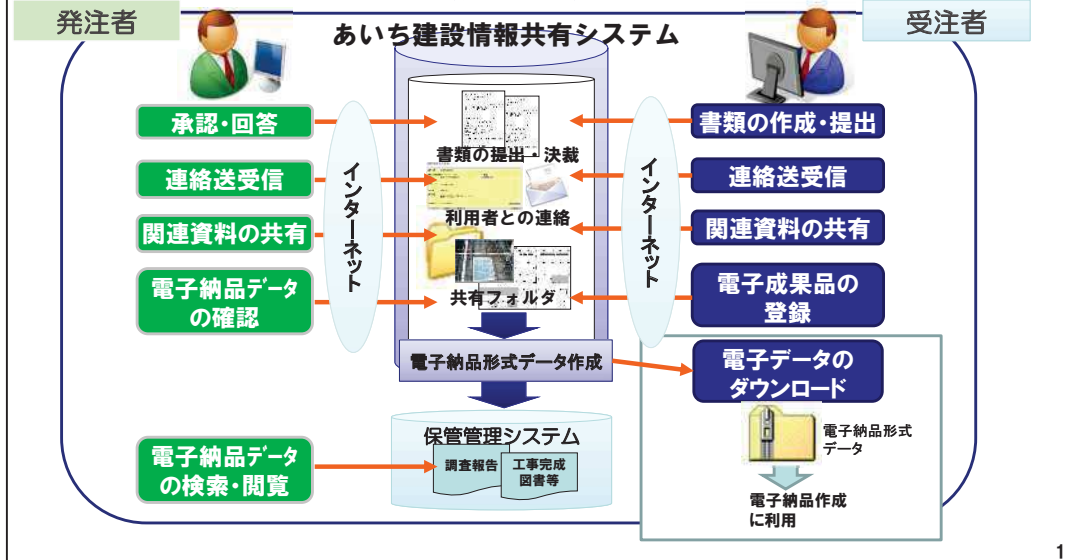 発注者
あいち建設情報共有システム
受注者
承認・回答
連絡送受信
関連資料の共有
電子納品データ
の確認
電子納品データ
の検索・閲覧
インターネット
書類の提出・決裁
利用者との連絡
共有フォルダ
電子納品形式データ作成
保管管理システム
調査報告
工事完成
図書等
インターネット
書類の作成・提出
連絡送受信
関連資料の共有
電子成果品の
登録
電子データの
ダウンロード
電子納品形式
データ
電子納品作成
に利用
1